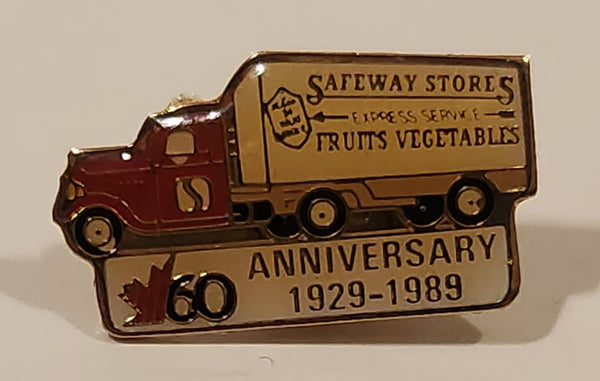 SAFEWAY STORES
EXPRESS SERVICE
FRUITS VEGETABLES
S
60 ANNIVERSARY
1929-1989